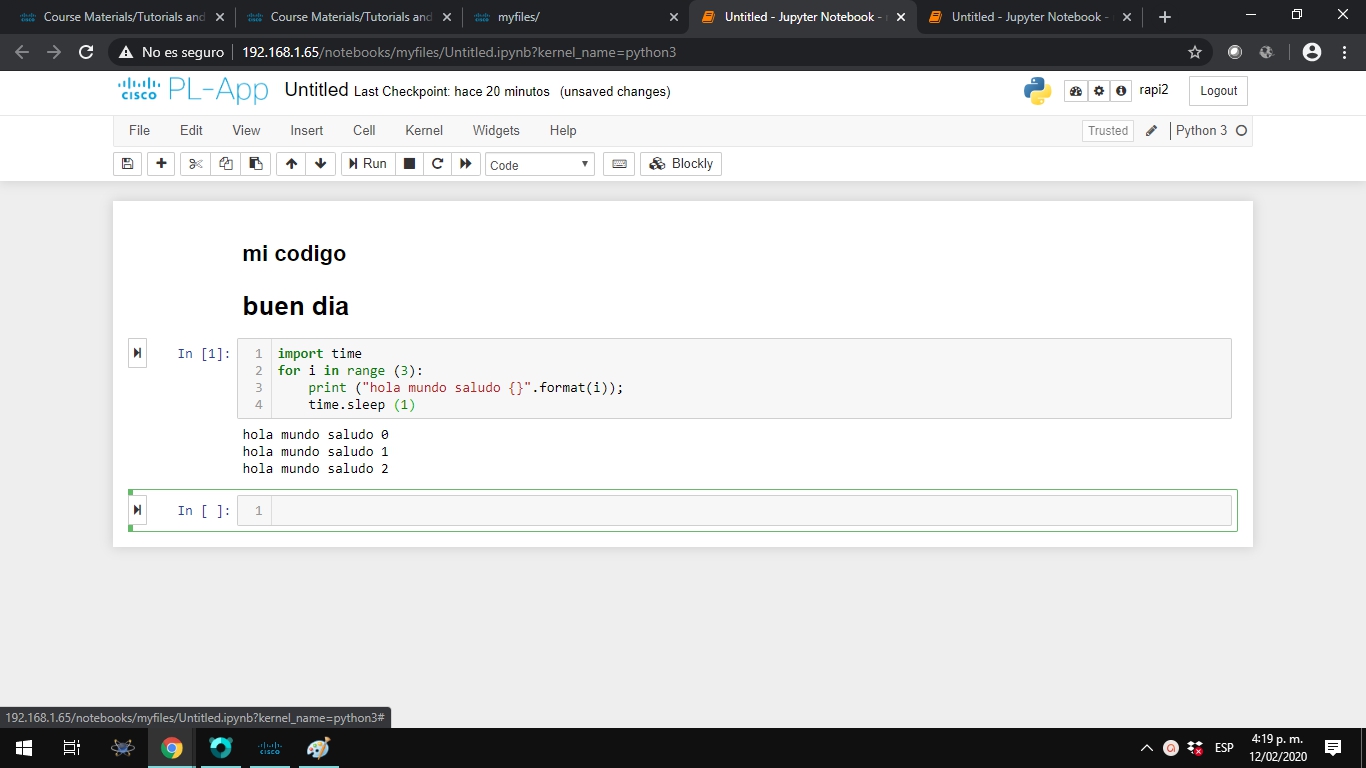 Course Materials/Tutorials and
Course Materials/Tutorials and
myfiles/
Untitled - Jupyter Notebook -
Untitled - Jupyter Notebook -
No es seguro
192.168.1.65/notebooks/myfiles/Untitled.ipynb?kernel_name=python3
CISCO PL-App Untitled Last Checkpoint: hace 20 minutos (unsaved changes)
rapi2 Logout
File Edit View Insert Cell Kernel Widgets Help
Trusted Python 3
Run Code Blockly
mi codigo
buen dia
In [1]:
1 import time
2 for i in range (3):
3 print ("hola mundo saludo {}".format(i));
4 time.sleep (1)
hola mundo saludo 0
hola mundo saludo 1
hola mundo saludo 2
In [ ]: 1
192.168.1.65/notebooks/myfiles/Untitled.ipynb?kernel_name=python3#
CISCO
ESP
4:19 p. m.
12/02/2020